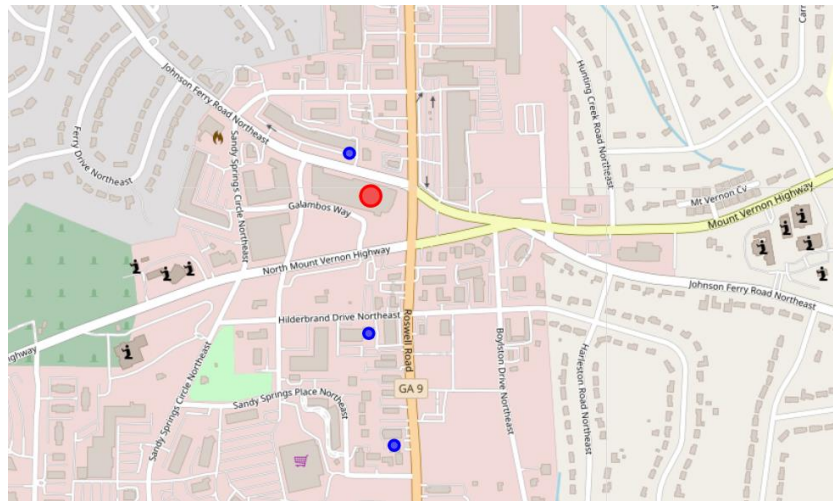 Johnson Ferry Road Northeast
Ferry Drive Northeast
Sandy Springs Circle Northeast
Galambos Way
North Mount Vernon Highway
Hunting Creek Road Northeast
Carr
Mt Vernon CV
Mount Vernon Highway
Johnson Ferry Road Northeast
Hilderbrand Drive Northeast
Roswell Road
Boylston Drive Northeast
Harleston Road Northeast
ighway
Sandy Springs Circle Northeast
Sandy Springs Place Northeast
GA 9